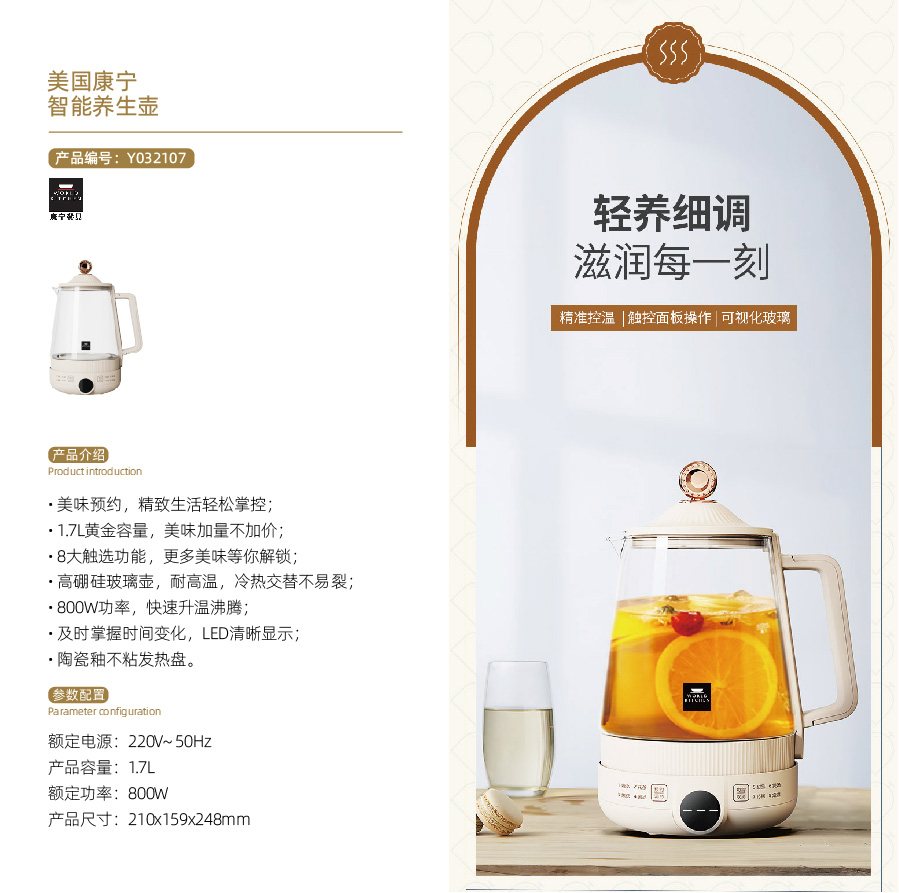 美国康宁
智能养生壶
产品编号：Y032107
WORLD
KITCHEN
康宁餐具
产品介绍
Product introduction
• 美味预约，精致生活轻松掌控；
• 1.7L黄金容量，美味加量不加价；
• 8大触选功能，更多美味等你解锁；
• 高硼硅玻璃壶，耐高温，冷热交替不易裂；
• 800W功率，快速升温沸腾；
• 及时掌握时间变化，LED清晰显示；
• 陶瓷釉不粘发热盘。
参数配置
Parameter configuration
额定电源：220V~50Hz
产品容量：1.7L
额定功率：800W
产品尺寸：210x159x248mm
轻养细调
滋润每一刻
精准控温 | 触控面板操作 | 可视化玻璃
WORLD
KITCHEN